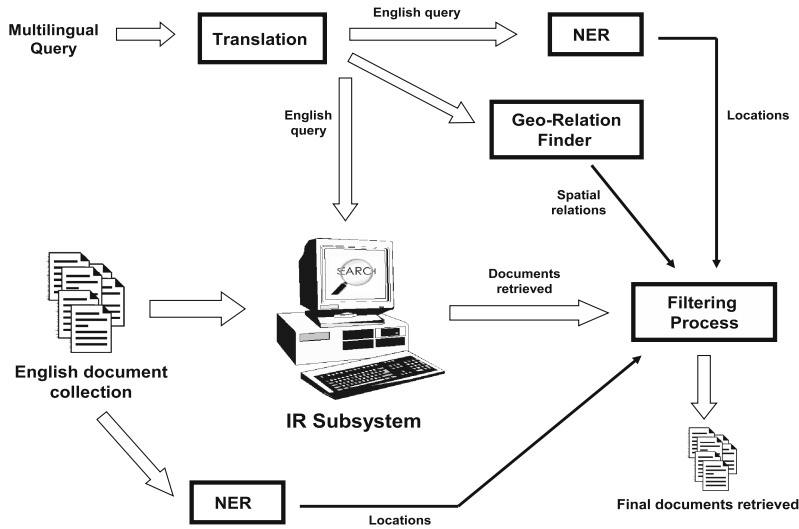 English query
Multilingual
Query
Translation
NER
English
query
Geo-Relation
Finder
Locations
Spatial
relations
SEARCH
Documents
retrieved
Filtering
Process
English document
collection
IR Subsystem
NER
Locations
Final documents retrieved